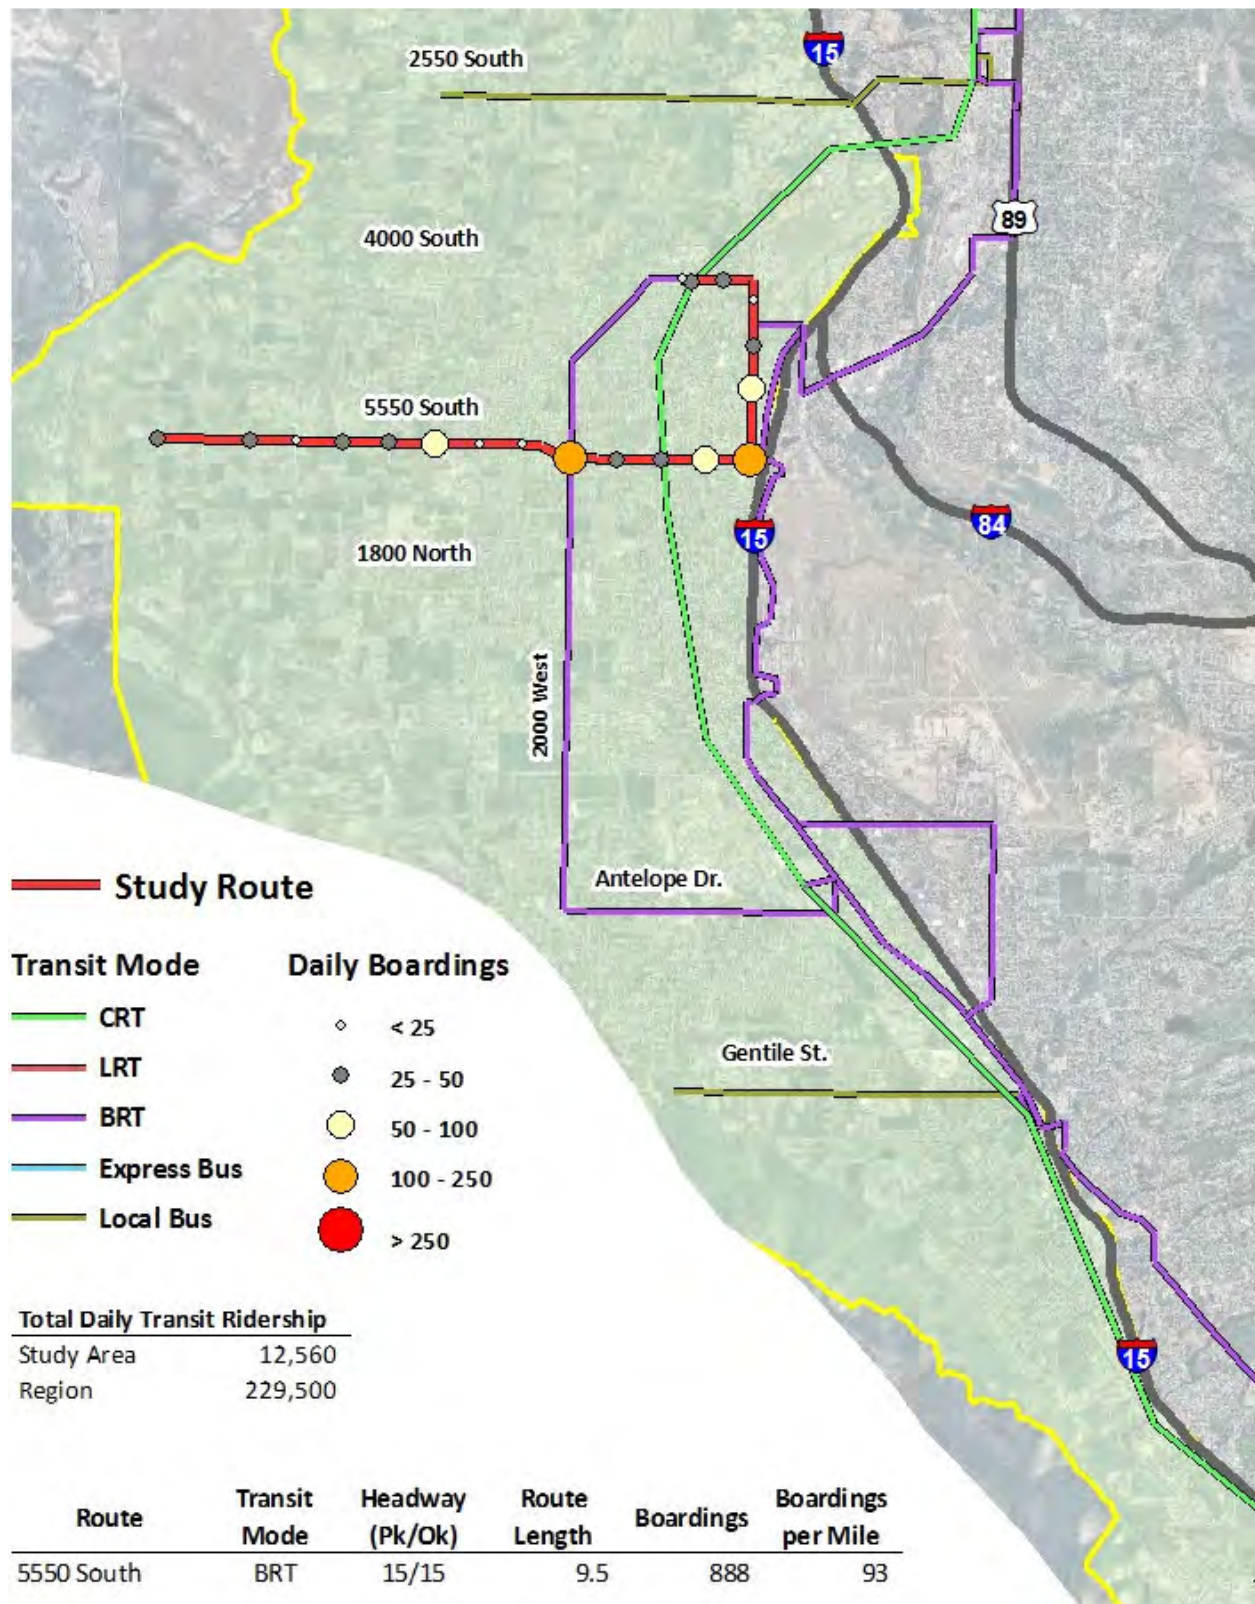 15
2550 South
89
4000 South
5550 South
84
15
1800 North
2000 West
Study Route
Antelope Dr.
Transit Mode
Daily Boardings
CRT
< 25
Gentile St.
LRT
25 - 50
BRT
50 - 100
Express Bus
100 - 250
Local Bus
> 250
Total Daily Transit Ridership
Study Area 12,560
15
Region 229,500
Route Transit Mode Headway (Pk/Ok) Route Length Boardings Boardings per Mile
5550 South BRT 15/15 9.5 888 93